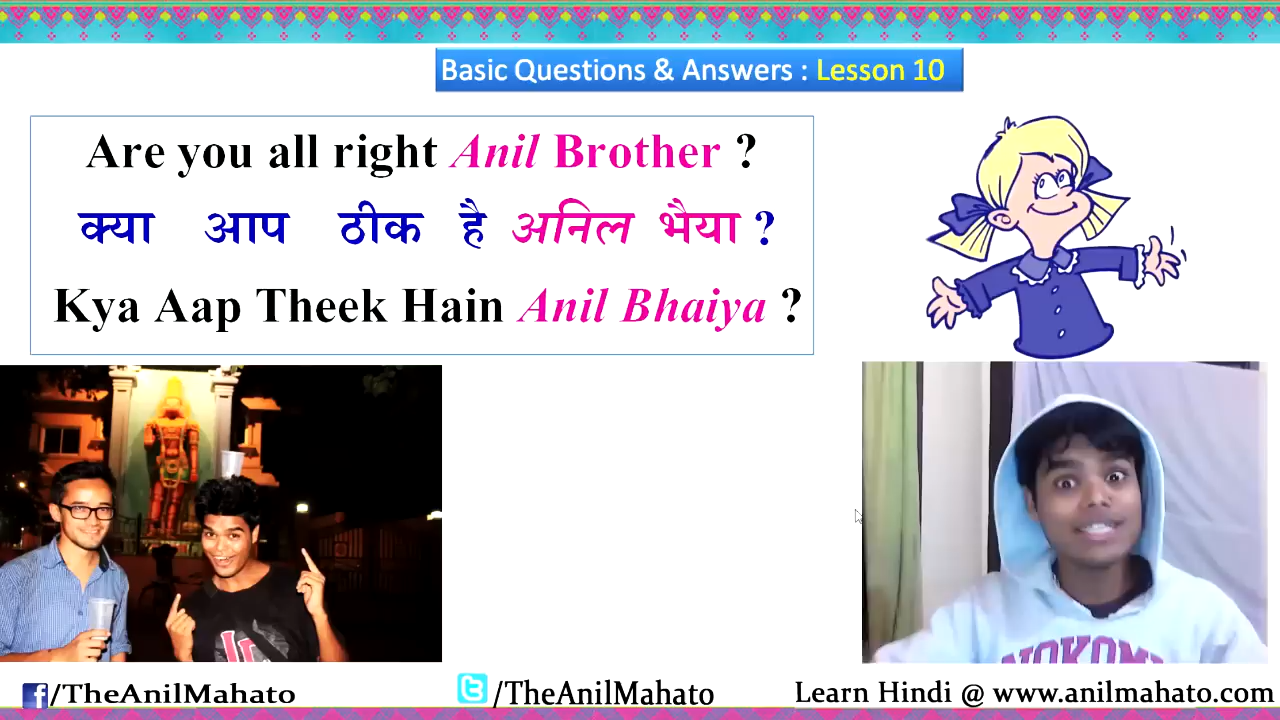 Basic Questions & Answers : Lesson 10
Are you all right Anil Brother ?
क्या आप ठीक है अनिल भैया ?
Kya Aap Theek Hain Anil Bhaiya ?
NOKOMI
/TheAnilMahato
/TheAnilMahato
Learn Hindi @ www.anilmahato.com